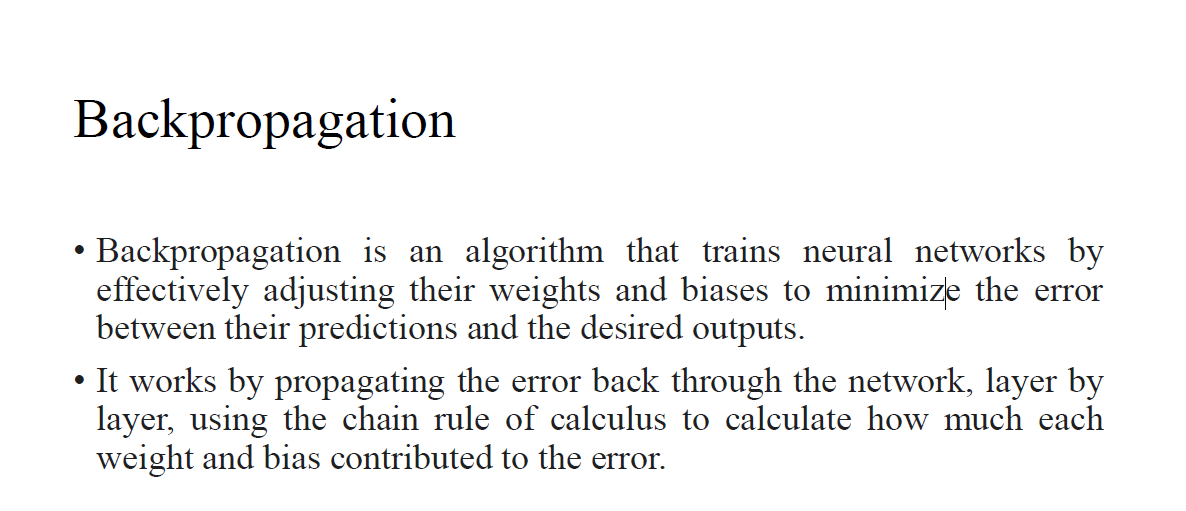 Backpropagation
• Backpropagation is an algorithm that trains neural networks by
effectively adjusting their weights and biases to minimize the error
between their predictions and the desired outputs.
• It works by propagating the error back through the network, layer by
layer, using the chain rule of calculus to calculate how much each
weight and bias contributed to the error.